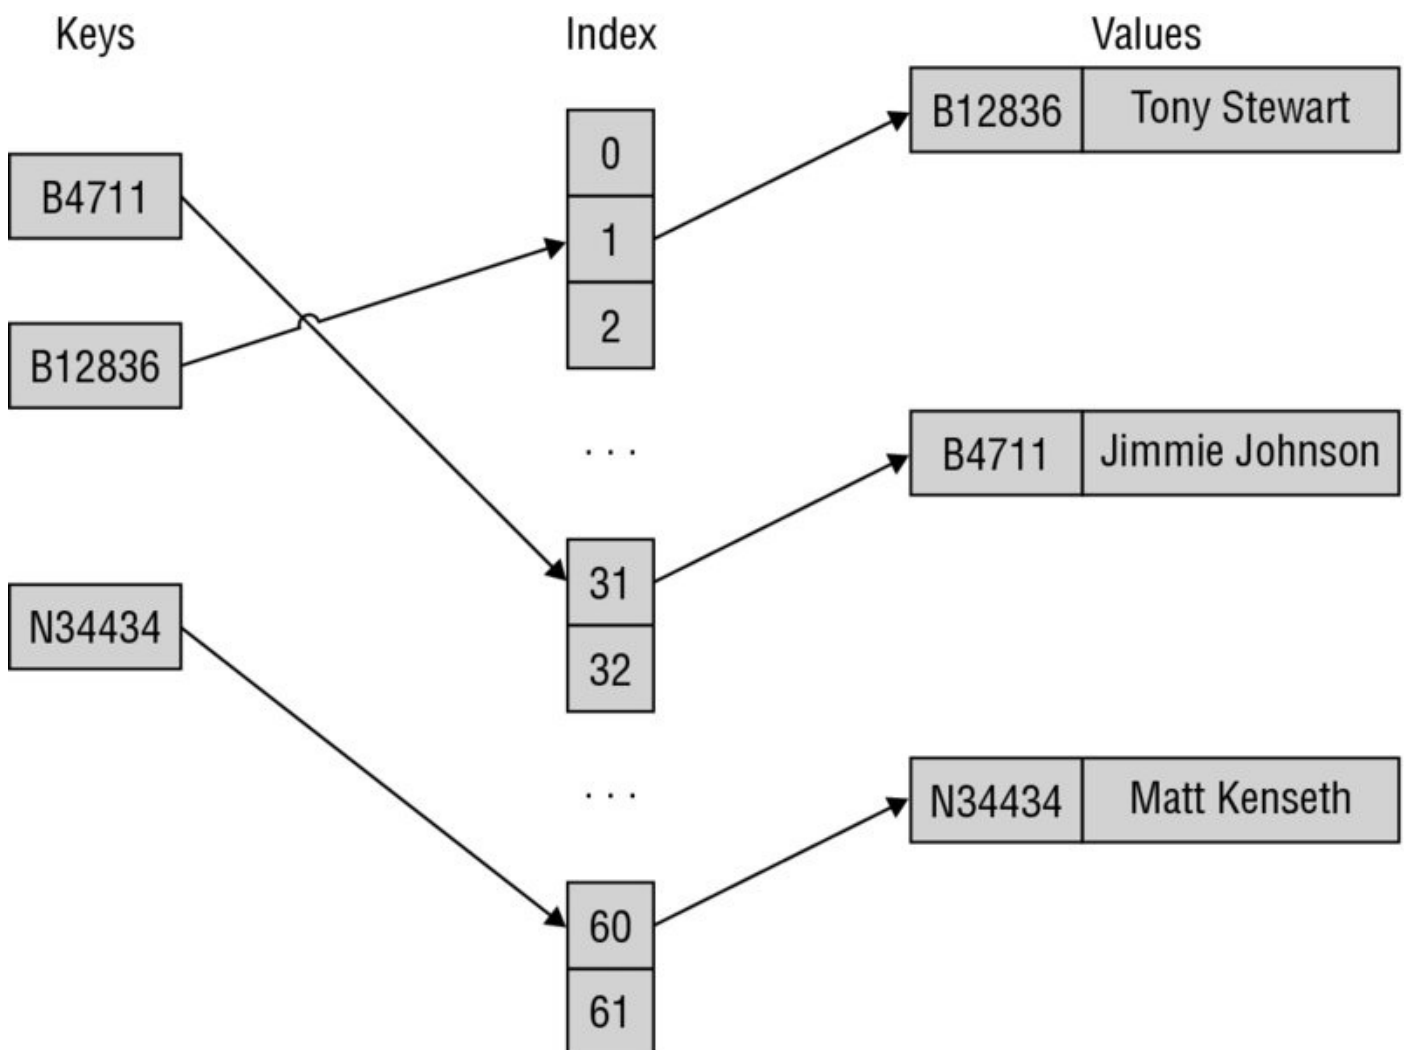 Keys
Index
Values
B4711
B12836
N34434
0
1
2
. . .
31
32
. . .
60
61
B12836 Tony Stewart
B4711 Jimmie Johnson
N34434 Matt Kenseth